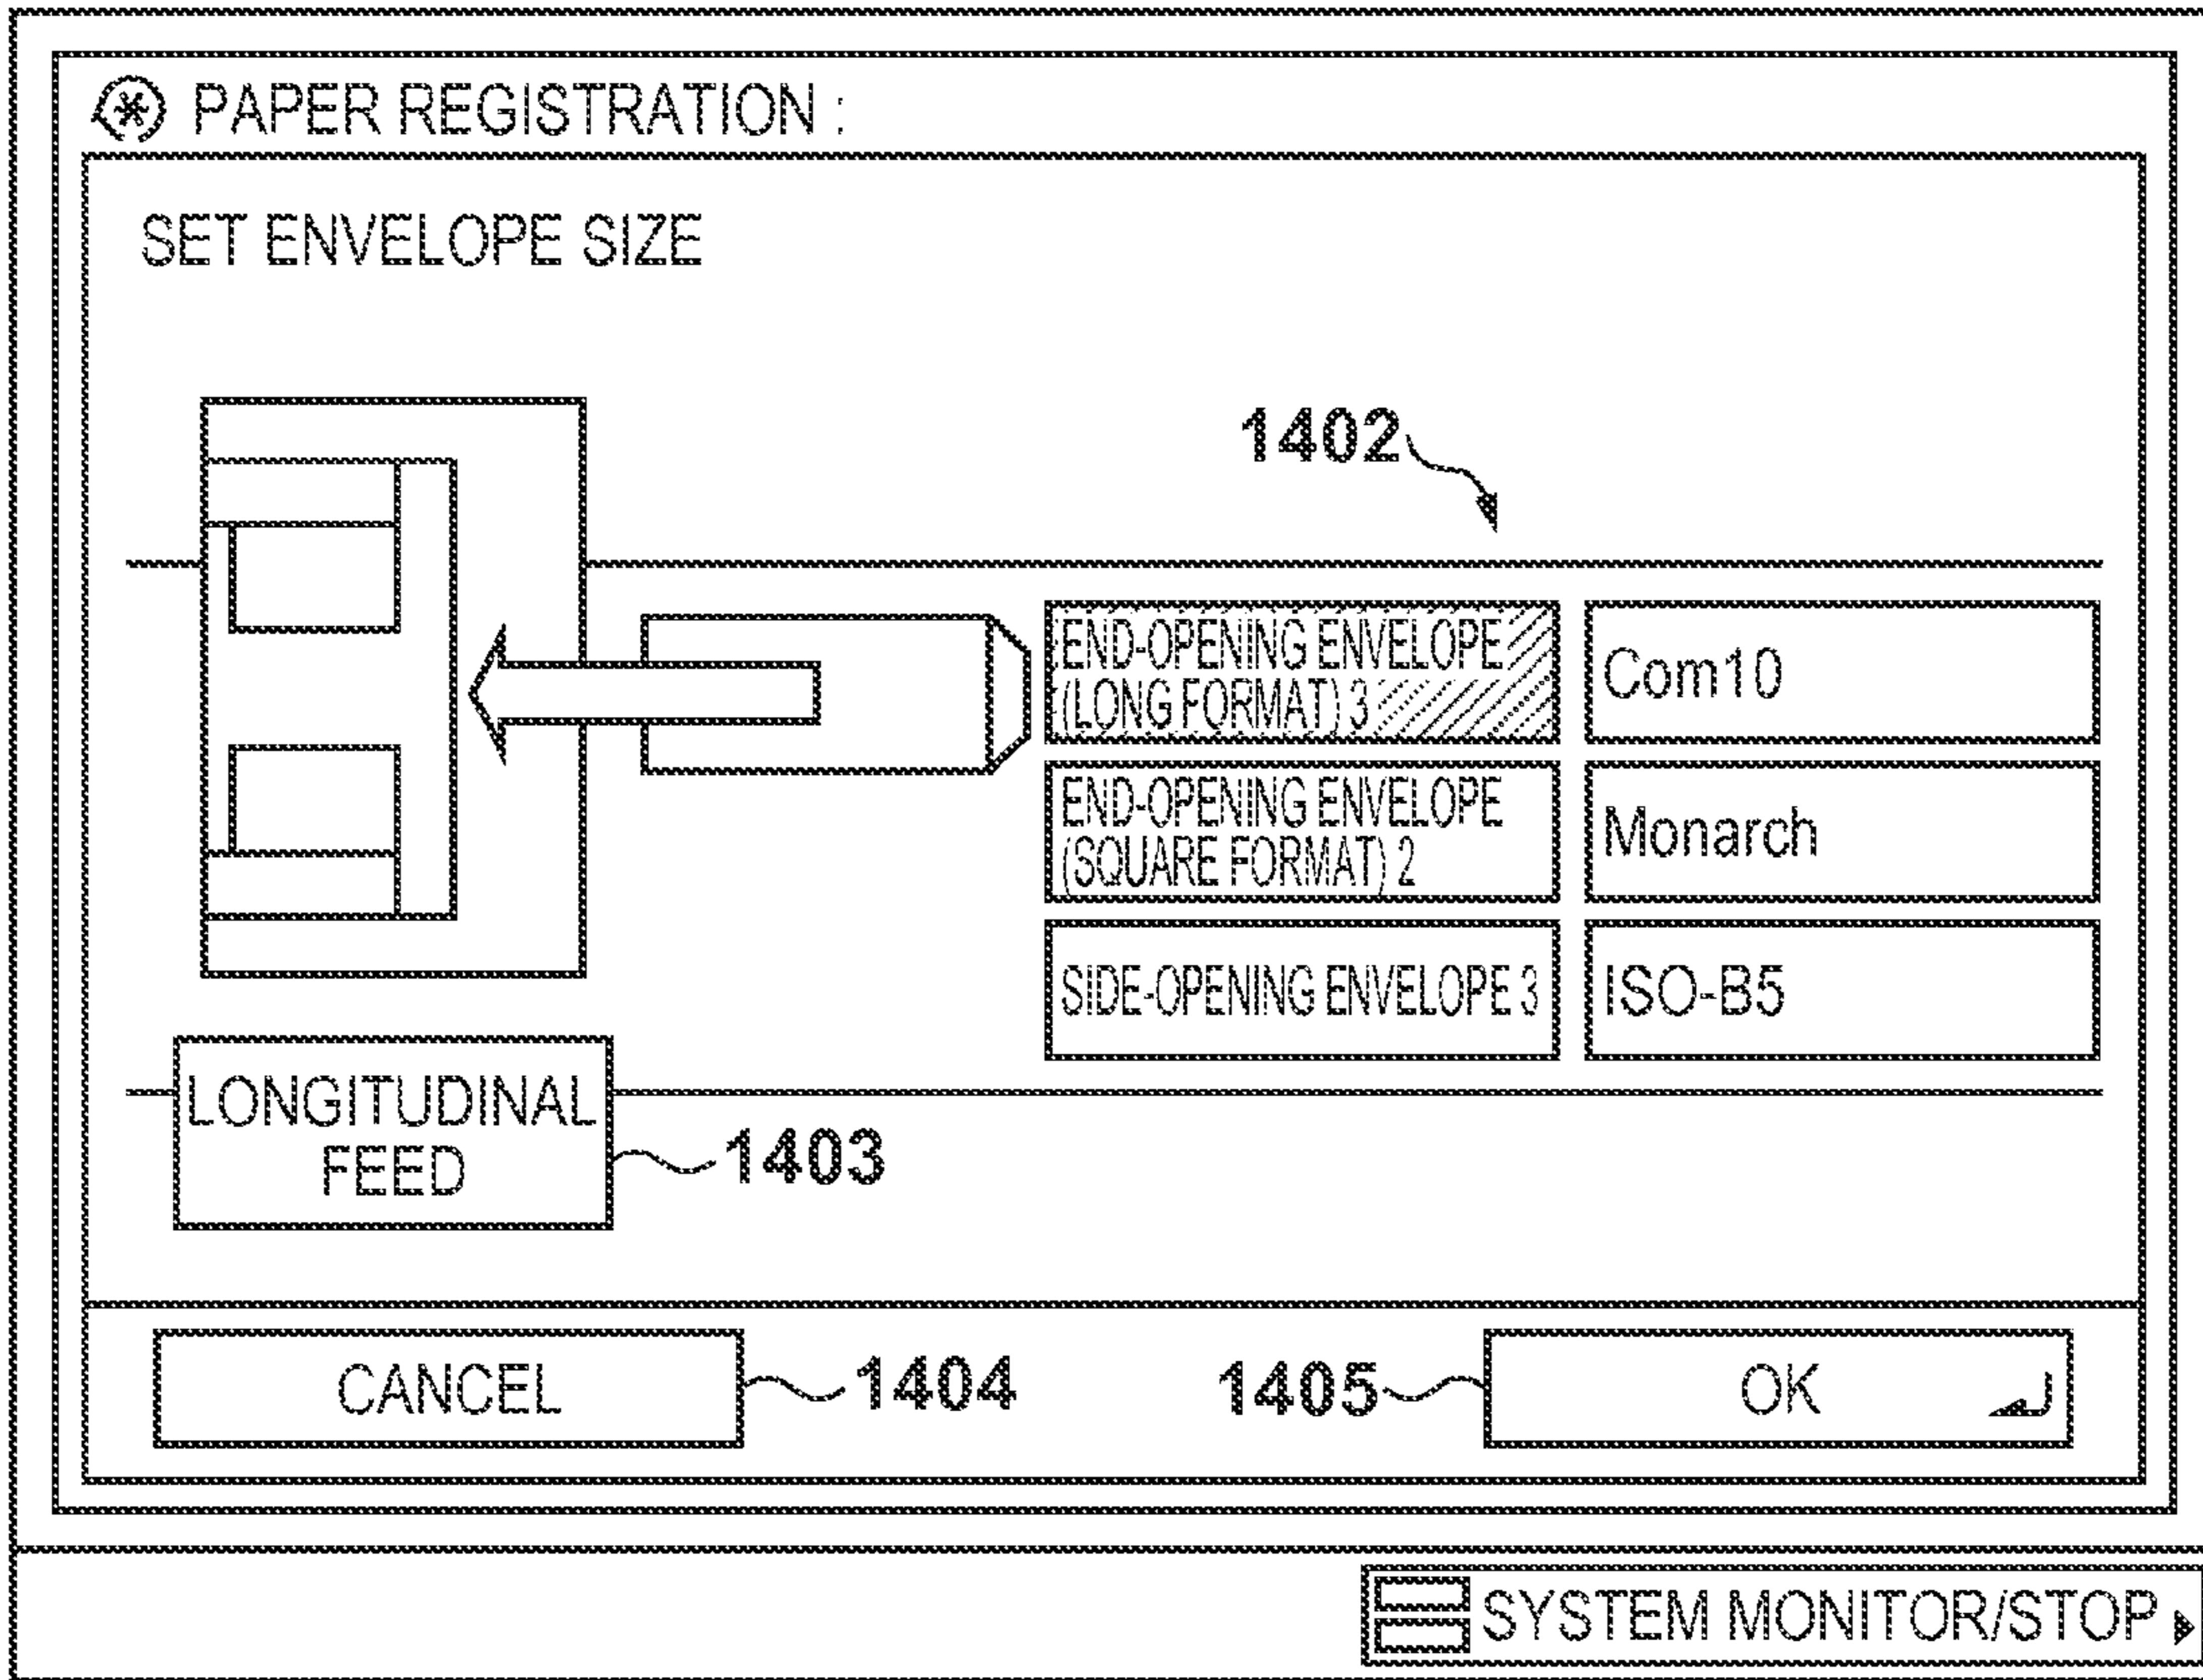 PAPER REGISTRATION :
SET ENVELOPE SIZE
1402
END-OPENING ENVELOPE
(LONG FORMAT) 3
Com10
END-OPENING ENVELOPE
(SQUARE FORMAT) 2
Monarch
SIDE-OPENING ENVELOPE 3
ISO-B5
LONGITUDINAL
FEED
1403
CANCEL
1404
1405
OK
SYSTEM MONITOR/STOP